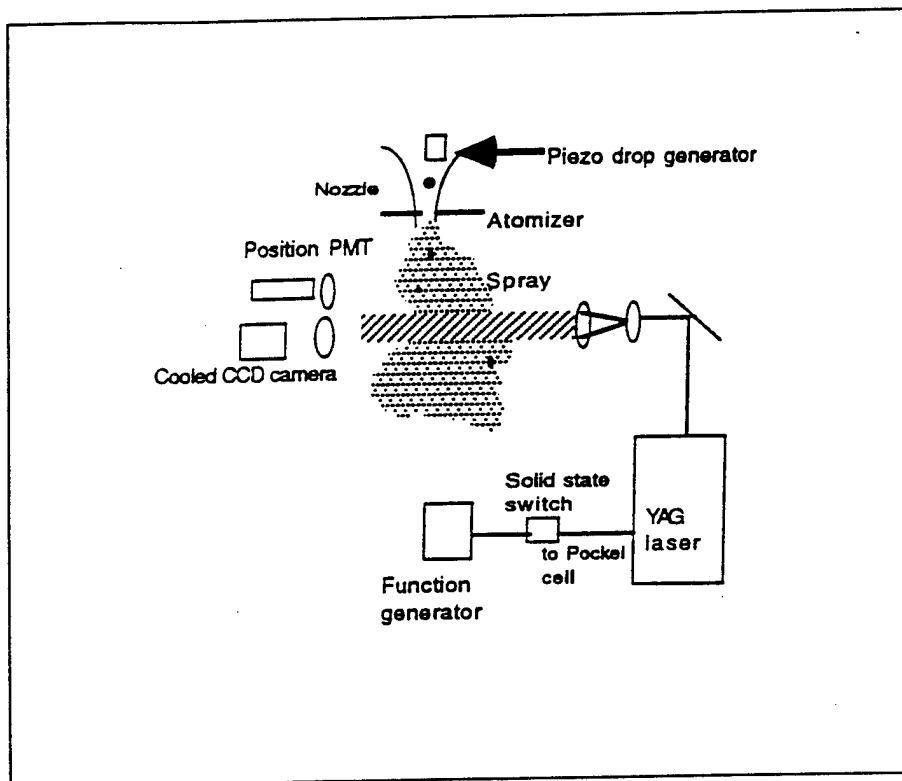 Piezo drop generator
Nozzle
Atomizer
Position PMT
Spray
Cooled CCD camera
Solid state
switch
YAG
laser
to Pockel
cell
Function
generator